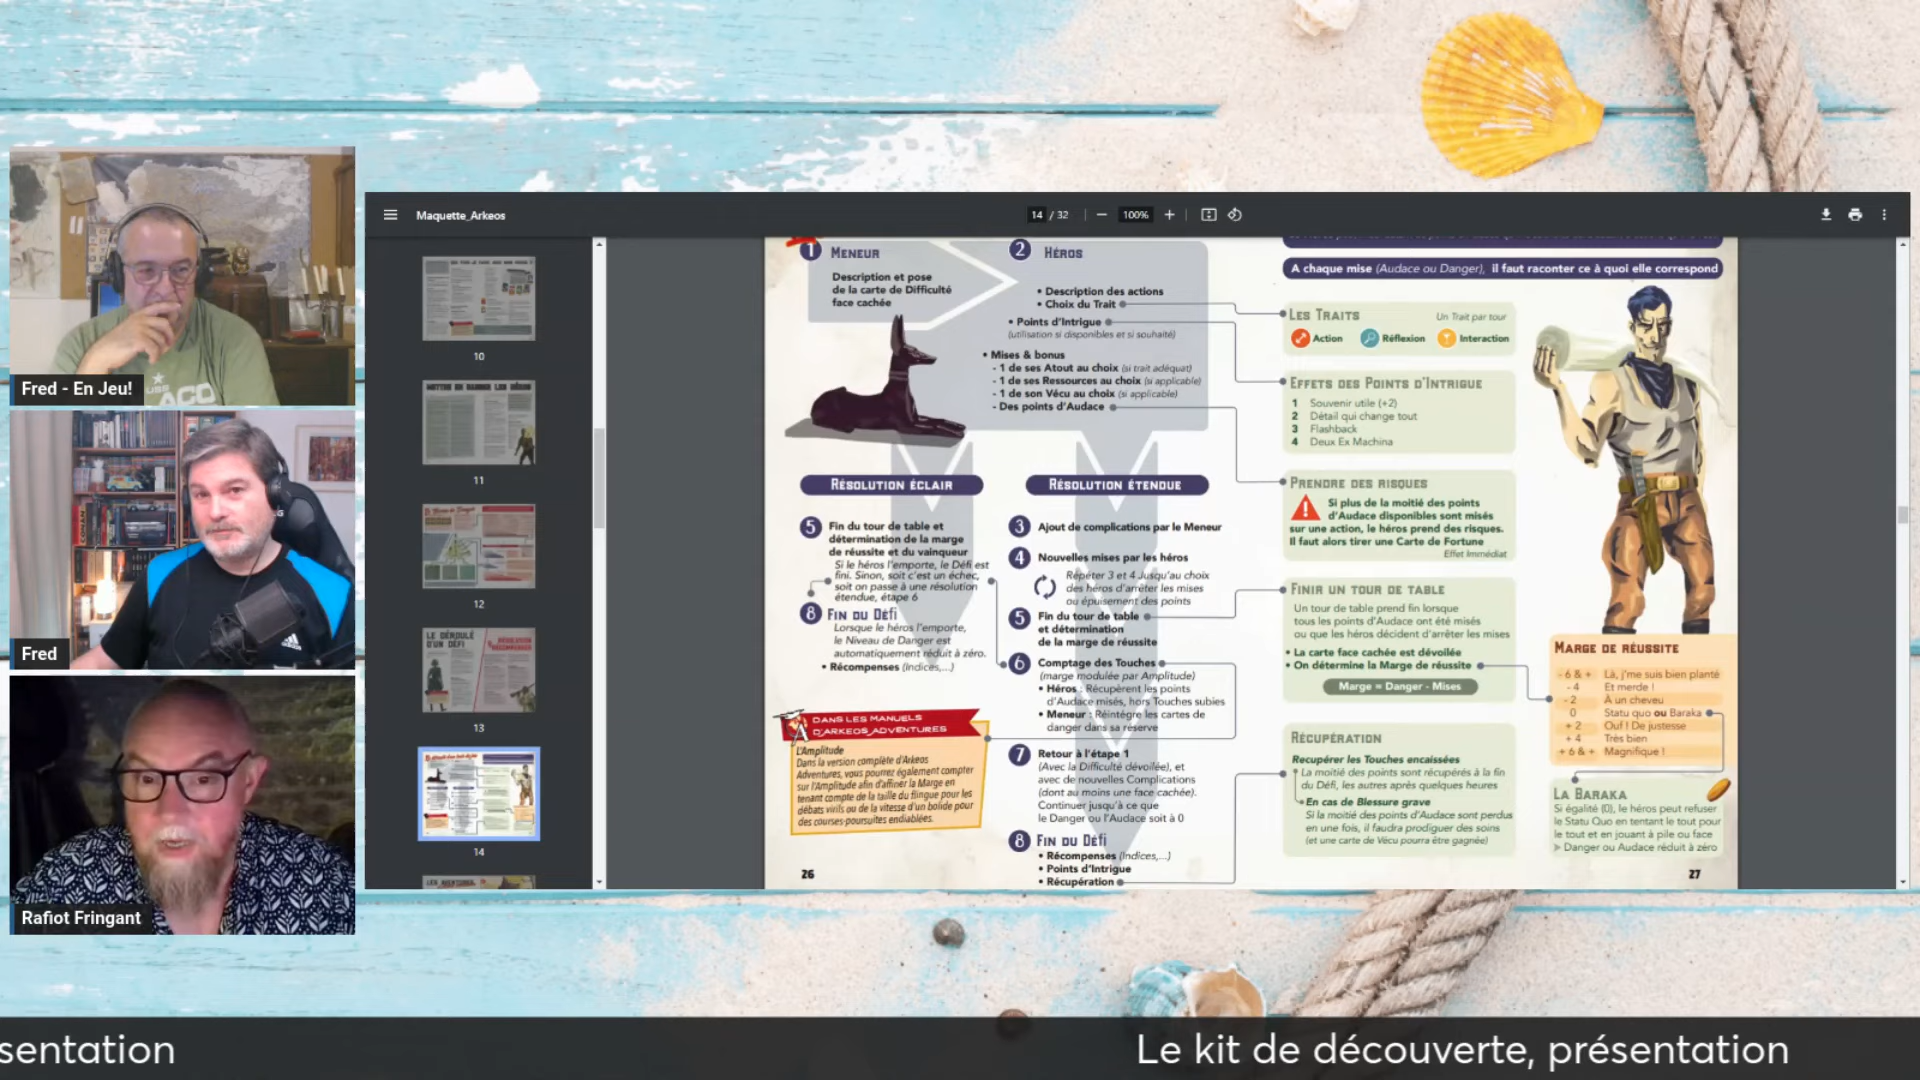 Fred - En Jeu!
Fred
Rafiot Fringant
Maquette_Arkeos
14 / 32
100%
10
11
12
13
14
1 MENEUR
Description et pose
de la carte de Difficulté
face cachée
2 HÉROS
• Description des actions
• Choix du Trait
• Points d'Intrigue
(utilisation si disponibles et si souhaité)
• Mises & bonus
- 1 de ses Atout au choix (si trait adéquat)
- 1 de ses Ressources au choix (si applicable)
- 1 de son Vécu au choix (si applicable)
- Des points d'Audace
RÉSOLUTION ÉCLAIR
5 Fin du tour de table et
détermination de la marge
de réussite et du vainqueur
Si le héros l'emporte, le Défi est
fini. Sinon, soit c'est un échec,
soit on passe à une résolution
étendue, étape 6
8 FIN DU DÉFI
Lorsque le héros l'emporte,
le Niveau de Danger est
automatiquement réduit à zéro.
• Récompenses (Indices,...)
RÉSOLUTION ÉTENDUE
3 Ajout de complications par le Meneur
4 Nouvelles mises par les héros
Répéter 3 et 4 Jusqu'au choix
des héros d'arrêter les mises
ou épuisement des points
5 Fin du tour de table
et détermination
de la marge de réussite
6 Comptage des Touches
(marge modulée par Amplitude)
• Héros : Récupèrent les points
d'Audace misés, hors Touches subies
• Meneur : Réintègre les cartes de
danger dans sa réserve
7 Retour à l'étape 1
(Avec la Difficulté dévoilée), et
avec de nouvelles Complications
(dont au moins une face cachée).
Continuer jusqu'à ce que
le Danger ou l'Audace soit à 0
8 FIN DU DÉFI
• Récompenses (Indices,...)
• Points d'Intrigue
• Récupération
DANS LES MANUELS
D'ARKEOS ADVENTURES
L'Amplitude
Dans la version complète d'Arkeos
Adventures, vous pourrez également compter
sur l'Amplitude afin d'affiner la Marge en
tenant compte de la taille du flingue pour les
débats virils ou de la vitesse d'un bolide pour
des courses-poursuites endiablées.
26
A chaque mise (Audace ou Danger), il faut raconter ce à quoi elle correspond
LES TRAITS
Un Trait par tour
Action
Réflexion
Interaction
EFFETS DES POINTS D'INTRIGUE
1 Souvenir utile (+2)
2 Détail qui change tout
3 Flashback
4 Deux Ex Machina
PRENDRE DES RISQUES
Si plus de la moitié des points
d'Audace disponibles sont misés
sur une action, le héros prend des risques.
Il faut alors tirer une Carte de Fortune
Effet Immédiat
FINIR UN TOUR DE TABLE
Un tour de table prend fin lorsque
tous les points d'Audace ont été misés
ou que les héros décident d'arrêter les mises
• La carte face cachée est dévoilée
• On détermine la Marge de réussite
Marge = Danger - Mises
RÉCUPÉRATION
Recupérer les Touches encaissées
La moitié des points sont récupérés à la fin
du Défi, les autres après quelques heures
En cas de Blessure grave
Si la moitié des points d'Audace sont perdus
en une fois, il faudra prodiguer des soins
(et une carte de Vécu pourra être gagnée)
MARGE DE RÉUSSITE
- 6 & + Là, j'me suis bien planté
- 4 Et merde !
- 2 À un cheveu
0 Statu quo ou Baraka
+ 2 Ouf ! De justesse
+ 4 Très bien
+ 6 & + Magnifique !
LA BARAKA
Si égalité (0), le héros peut refuser
le Statu Quo en tentant le tout pour
le tout et en jouant à pile ou face
Danger ou Audace réduit à zéro
27
sentation
Le kit de découverte, présentation